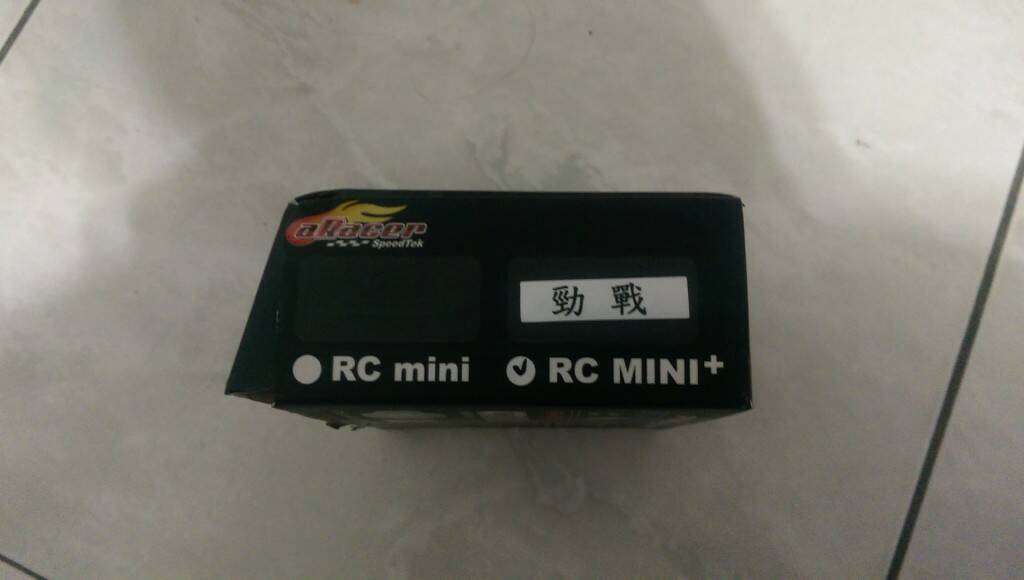 aRacer
SpeedTek
勁 戰
RC mini
RC MINI+